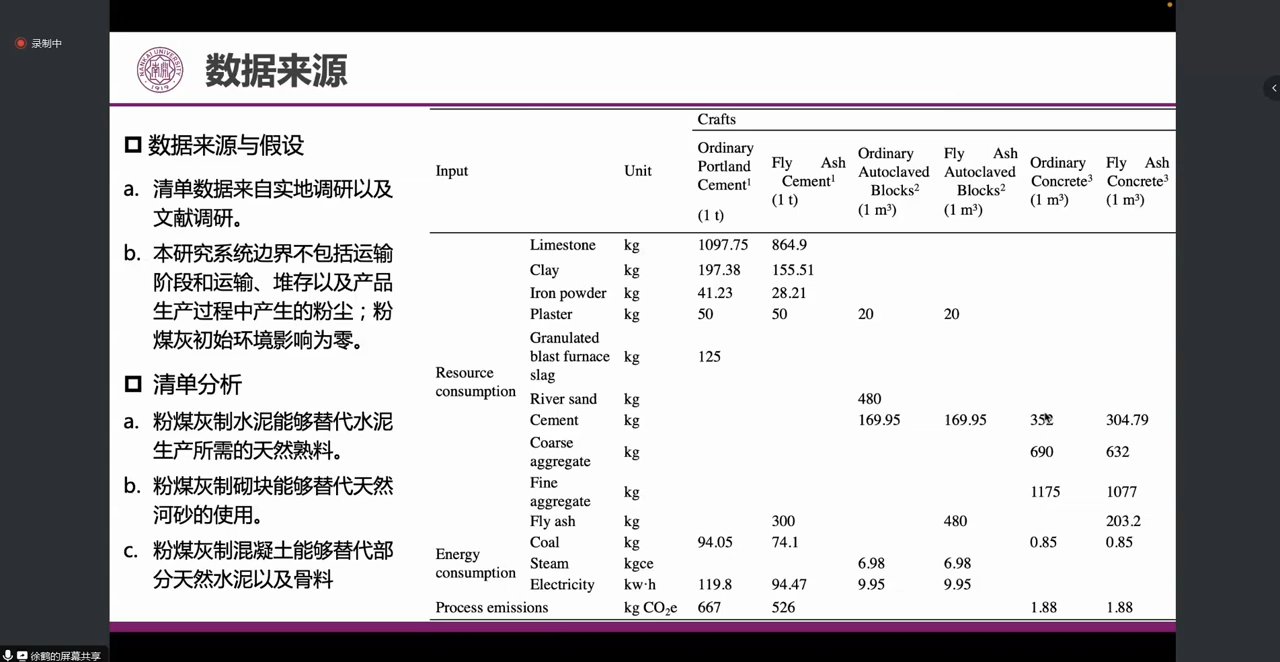 录制中
NANKAI UNIVERSITY
南开
1919
数据来源
数据来源与假设
a. 清单数据来自实地调研以及
文献调研。
b. 本研究系统边界不包括运输
阶段和运输、堆存以及产品
生产过程中产生的粉尘；粉
煤灰初始环境影响为零。
清单分析
a. 粉煤灰制水泥能够替代水泥
生产所需的天然熟料。
b. 粉煤灰制砌块能够替代天然
河砂的使用。
c. 粉煤灰制混凝土能够替代部
分天然水泥以及骨料
Crafts
Input Unit Ordinary Portland Cement1 (1 t) Fly Ash Cement1 (1 t) Ordinary Autoclaved Blocks2 (1 m³) Fly Ash Autoclaved Blocks2 (1 m³) Ordinary Concrete3 (1 m³) Fly Ash Concrete3 (1 m³)
Resource consumption
Limestone kg 1097.75 864.9
Clay kg 197.38 155.51
Iron powder kg 41.23 28.21
Plaster kg 50 50 20 20
Granulated blast furnace slag kg 125
River sand kg 480
Cement kg 169.95 169.95 352 304.79
Coarse aggregate kg 690 632
Fine aggregate kg 1175 1077
Fly ash kg 300 480 203.2
Energy consumption
Coal kg 94.05 74.1 0.85 0.85
Steam kgce 6.98 6.98
Electricity kw·h 119.8 94.47 9.95 9.95
Process emissions kg CO₂e 667 526 1.88 1.88
徐鹤的屏幕共享